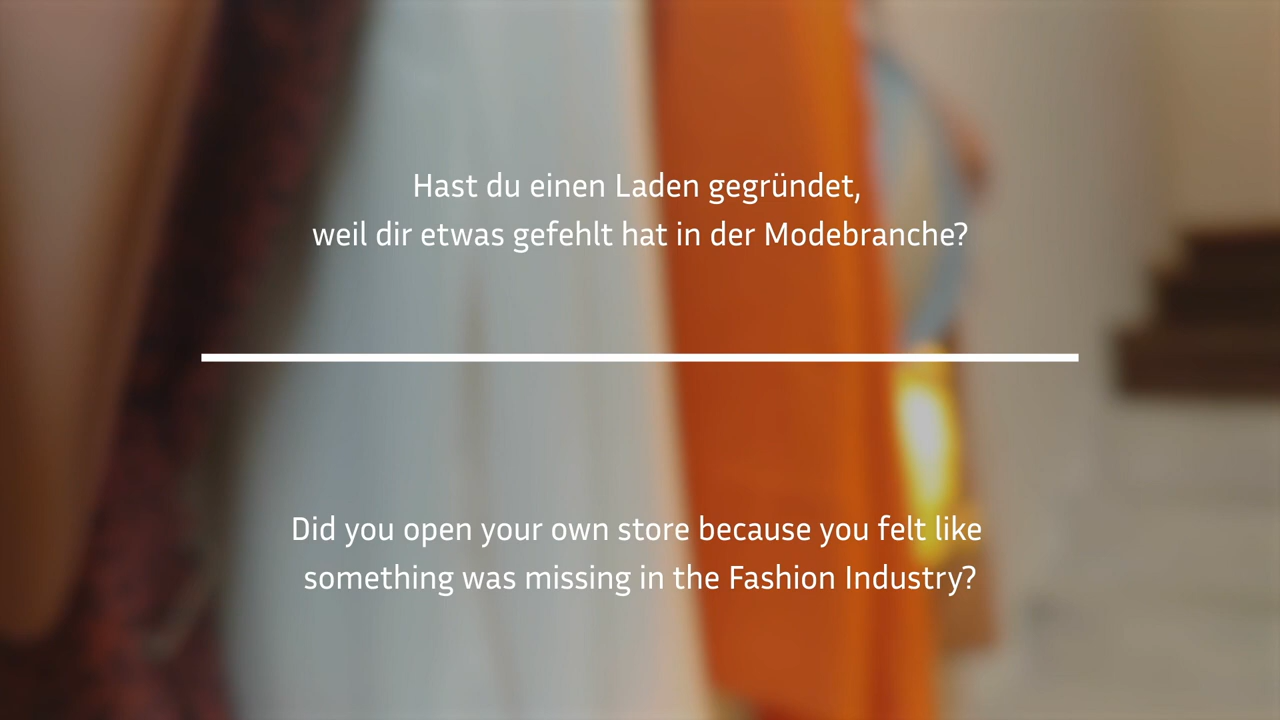 Hast du einen Laden gegründet,
weil dir etwas gefehlt hat in der Modebranche?
Did you open your own store because you felt like
something was missing in the Fashion Industry?